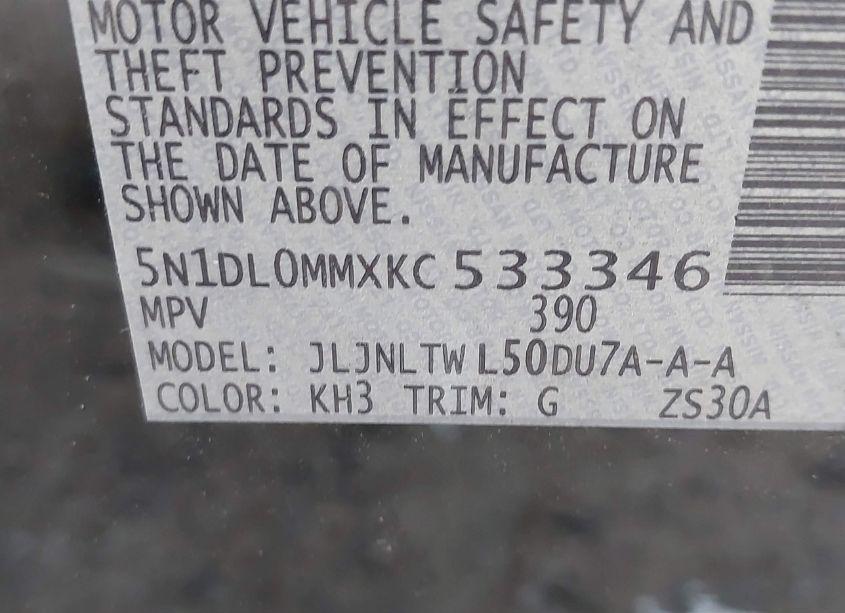 MOTOR VEHICLE SAFETY AND
THEFT PREVENTION
STANDARDS IN EFFECT ON
THE DATE OF MANUFACTURE
SHOWN ABOVE.
5N1DL0MMXKC533346
MPV 390
MODEL: JLJNLTWL50DU7A-A-A
COLOR: KH3 TRIM: G ZS30A